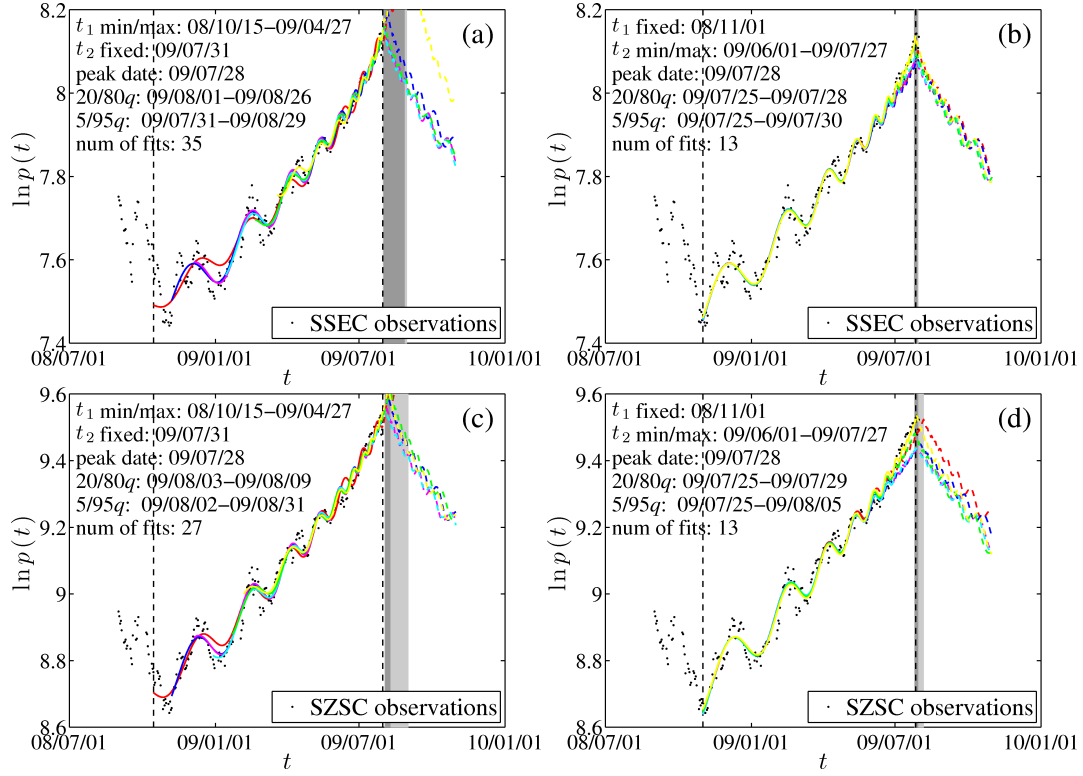 (a)
t₁ min/max: 08/10/15−09/04/27
t₂ fixed: 09/07/31
peak date: 09/07/28
20/80q: 09/08/01−09/08/26
5/95q: 09/07/31−09/08/29
num of fits: 35
8.2
8
7.8
7.6
7.4
ln p(t)
SSEC observations
08/07/01
09/01/01
09/07/01
10/01/01
t
(b)
t₁ fixed: 08/11/01
t₂ min/max: 09/06/01−09/07/27
peak date: 09/07/28
20/80q: 09/07/25−09/07/28
5/95q: 09/07/25−09/07/30
num of fits: 13
8.2
8
7.8
7.6
7.4
ln p(t)
SSEC observations
08/07/01
09/01/01
09/07/01
10/01/01
t
(c)
t₁ min/max: 08/10/15−09/04/27
t₂ fixed: 09/07/31
peak date: 09/07/28
20/80q: 09/08/03−09/08/09
5/95q: 09/08/02−09/08/31
num of fits: 27
9.6
9.4
9.2
9
8.8
8.6
ln p(t)
SZSC observations
08/07/01
09/01/01
09/07/01
10/01/01
t
(d)
t₁ fixed: 08/11/01
t₂ min/max: 09/06/01−09/07/27
peak date: 09/07/28
20/80q: 09/07/25−09/07/29
5/95q: 09/07/25−09/08/05
num of fits: 13
9.6
9.4
9.2
9
8.8
8.6
ln p(t)
SZSC observations
08/07/01
09/01/01
09/07/01
10/01/01
t